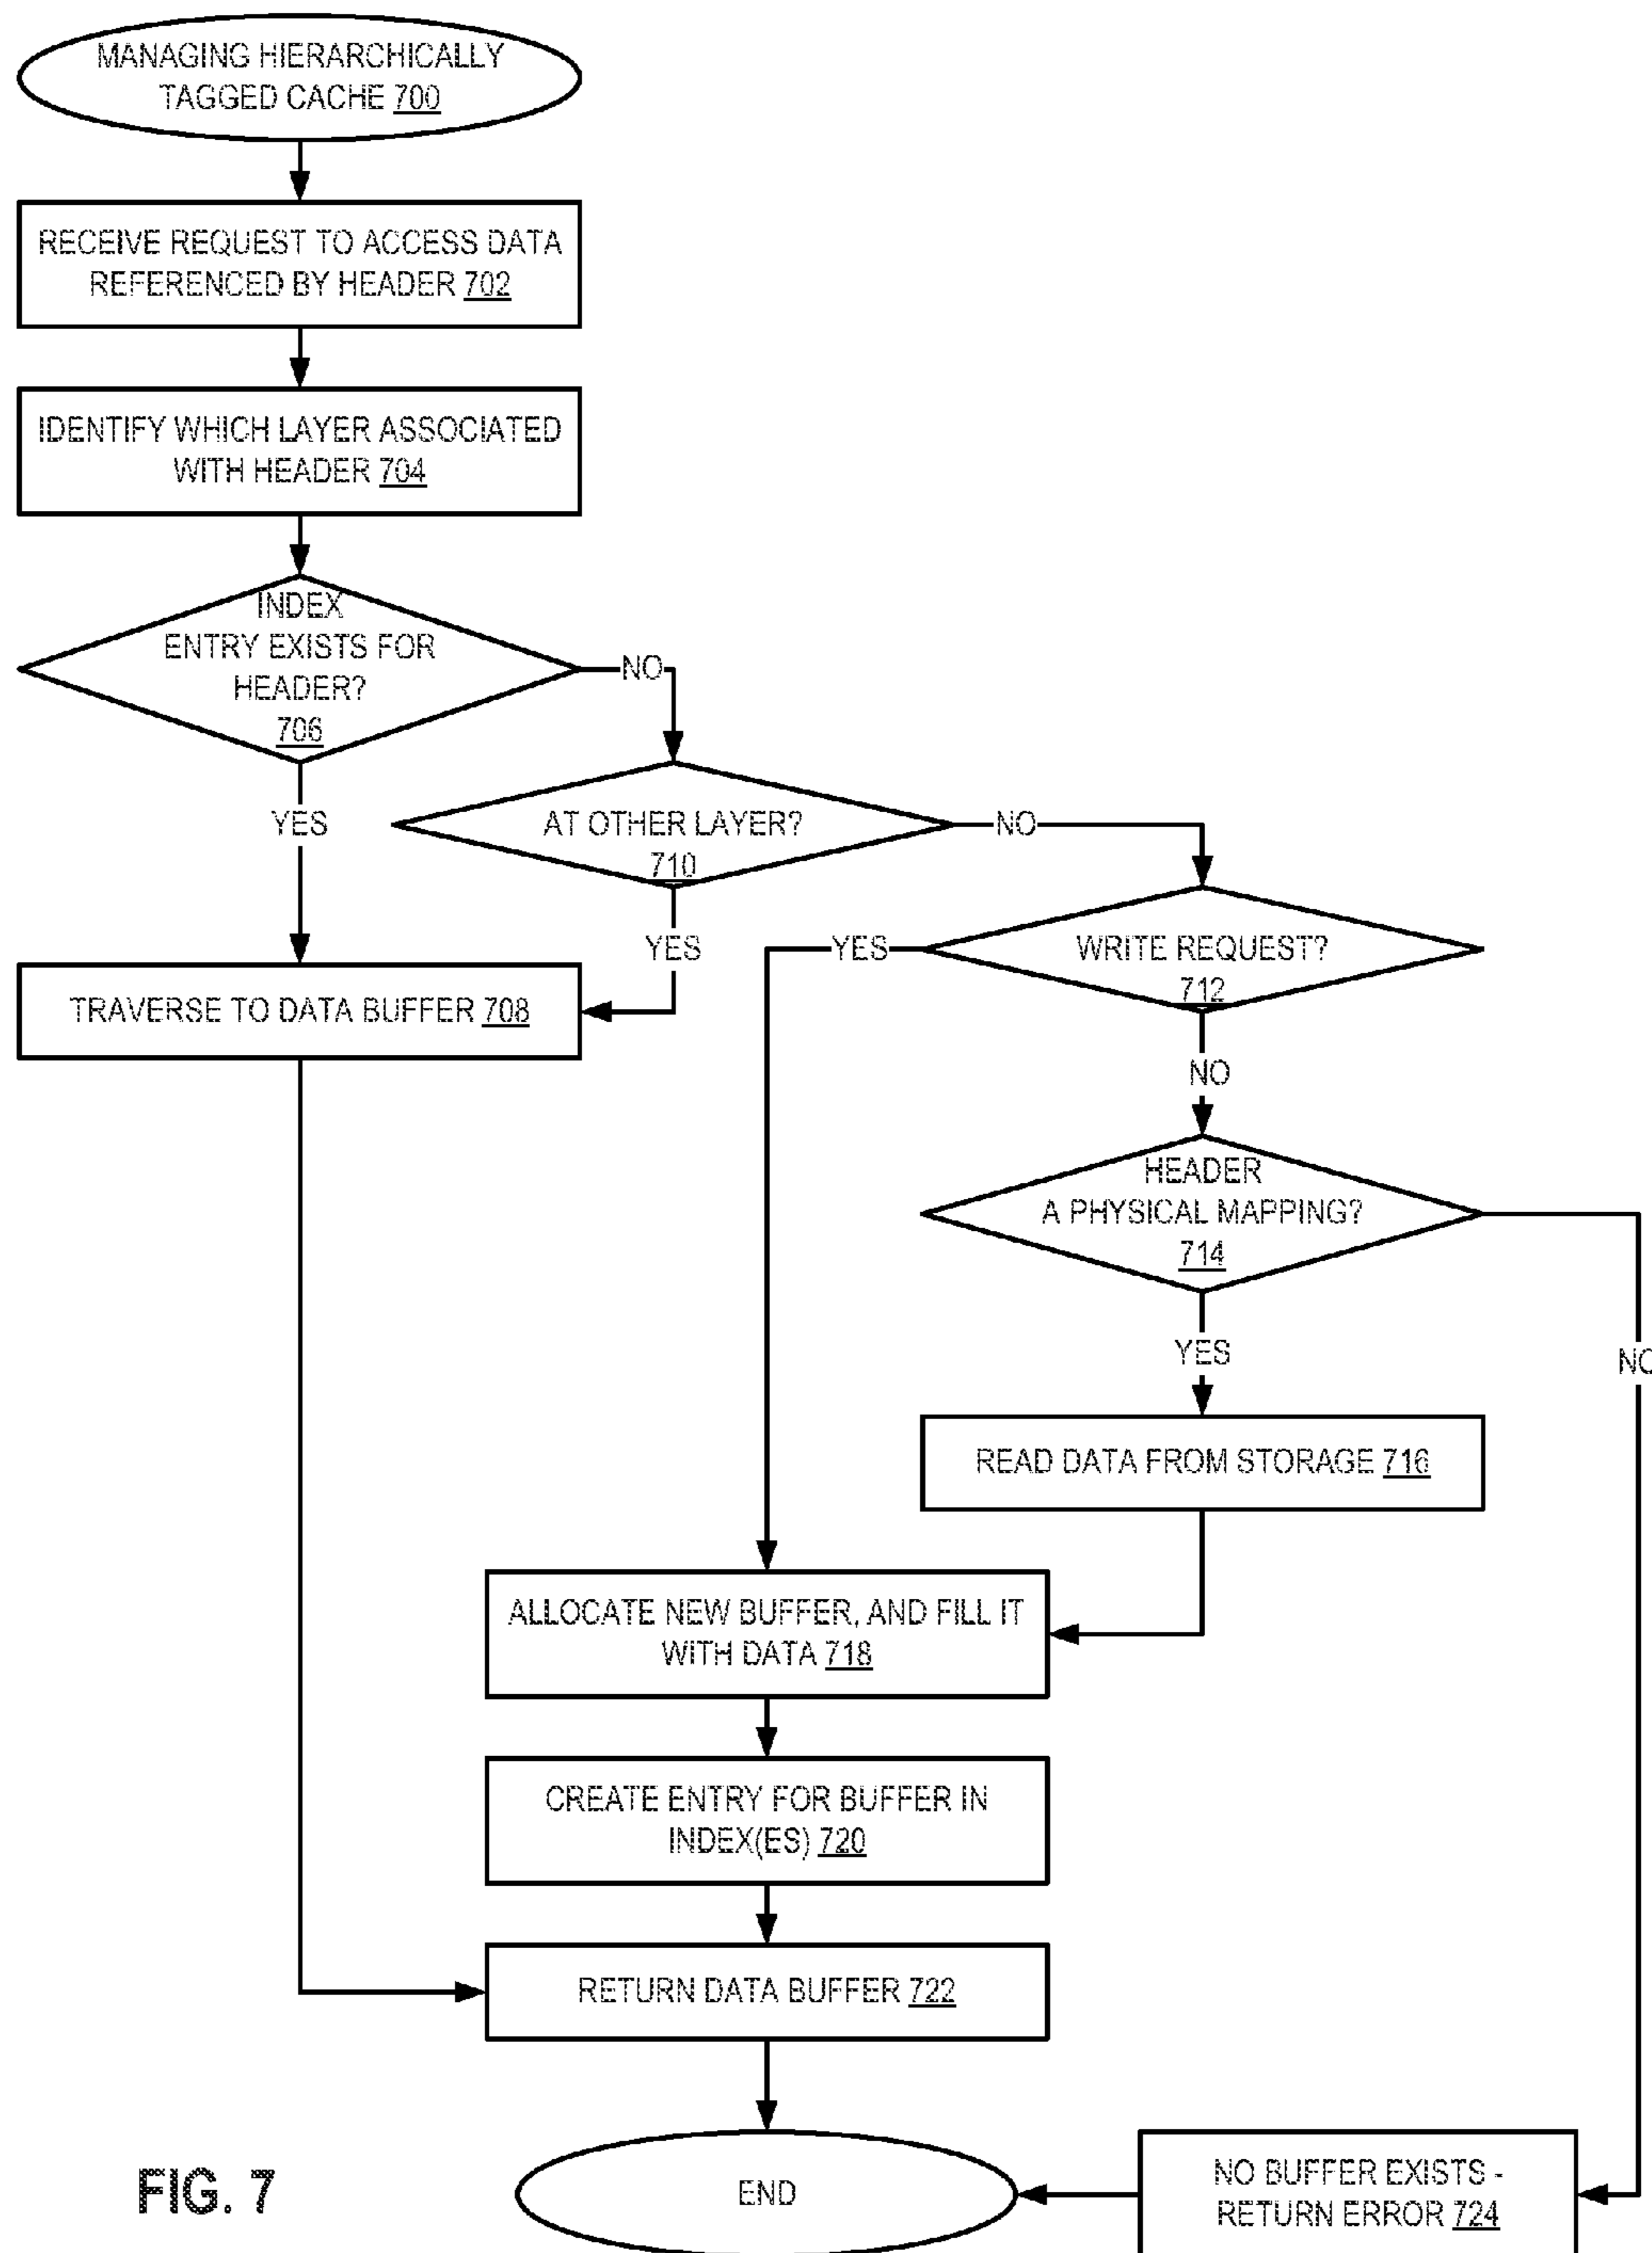 MANAGING HIERARCHICALLY
TAGGED CACHE 700
RECEIVE REQUEST TO ACCESS DATA
REFERENCED BY HEADER 702
IDENTIFY WHICH LAYER ASSOCIATED
WITH HEADER 704
INDEX
ENTRY EXISTS FOR
HEADER?
706
NO
YES
AT OTHER LAYER?
710
NO
YES
TRAVERSE TO DATA BUFFER 708
WRITE REQUEST?
712
YES
NO
HEADER
A PHYSICAL MAPPING?
714
YES
NO
READ DATA FROM STORAGE 716
ALLOCATE NEW BUFFER, AND FILL IT
WITH DATA 718
CREATE ENTRY FOR BUFFER IN
INDEX(ES) 720
RETURN DATA BUFFER 722
END
NO BUFFER EXISTS -
RETURN ERROR 724
FIG. 7